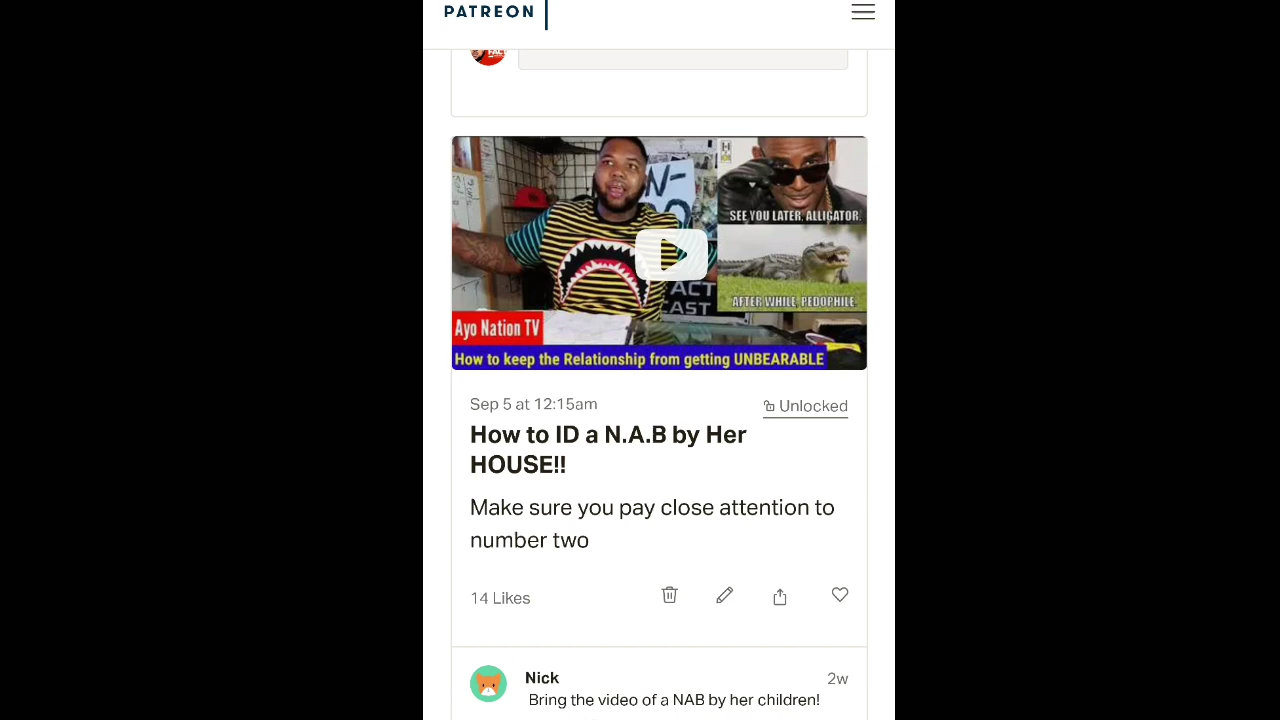 PATREON
SEE YOU LATER, ALLIGATOR.
AFTER WHILE, PEDOPHILE.
ACT
CAST
Ayo Nation TV
How to keep the Relationship from getting UNBEARABLE
Sep 5 at 12:15am
Unlocked
How to ID a N.A.B by Her
HOUSE!!
Make sure you pay close attention to
number two
14 Likes
Nick
2w
Bring the video of a NAB by her children!